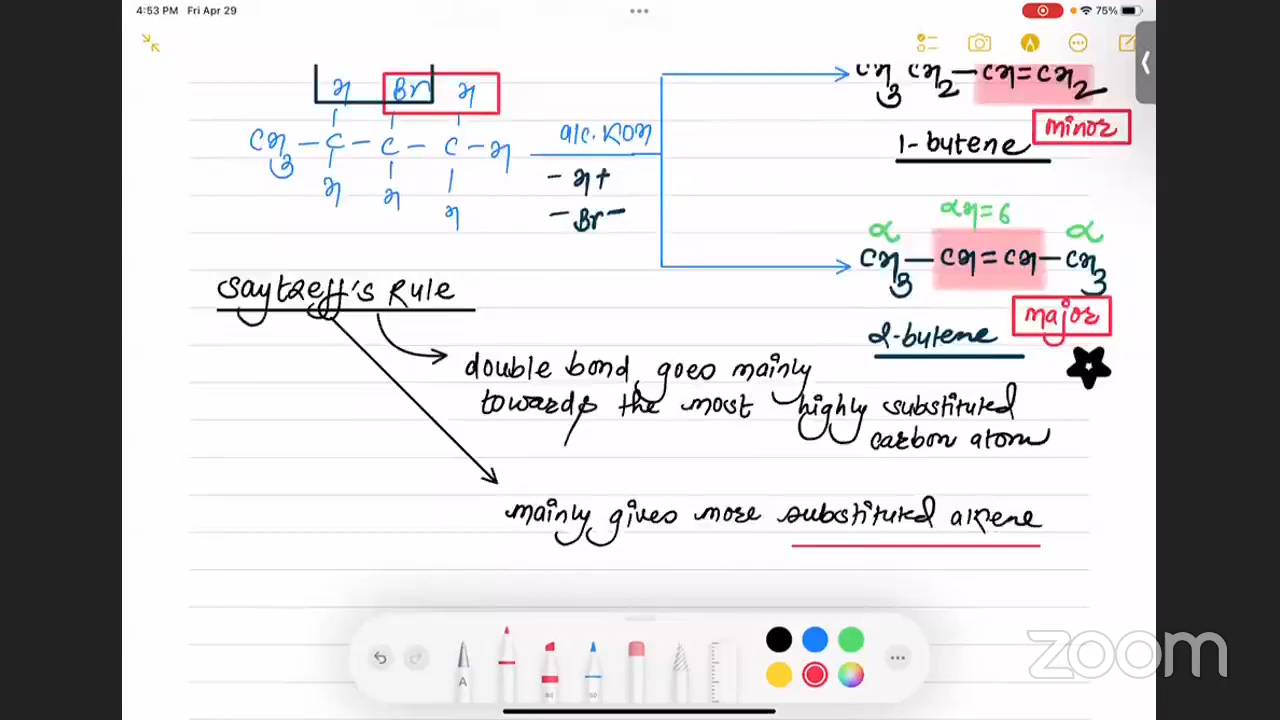 4:53 PM Fri Apr 29
75%
CH3 CH2 — CH = CH2
H Br H
CH3 — C — C — C — H
H H H
alc. KOH
- H+
- Br -
minor
1-butene
αH = 6
α α
CH3 — CH = CH — CH3
major
2-butene
Saytzeff's Rule
double bond goes mainly
towards the most highly substituted
carbon atom
mainly gives more substituted alkene
A
80
50
zoom